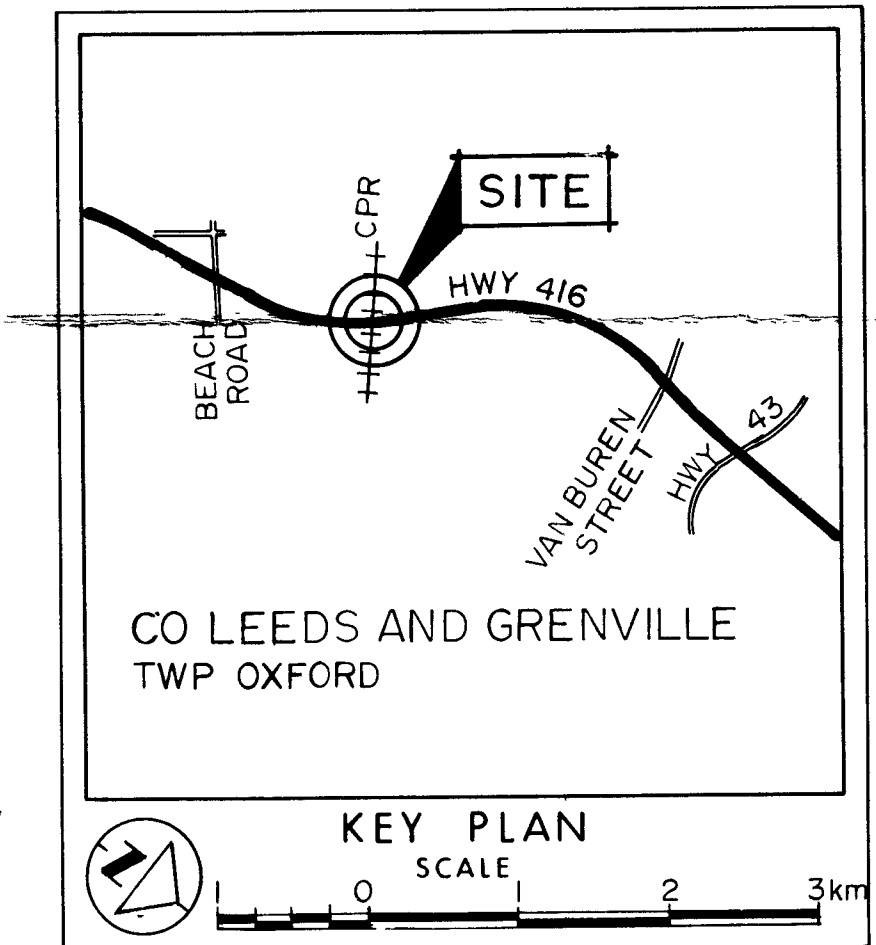 CPR
SITE
HWY 416
BEACH
ROAD
VAN BUREN
STREET
HWY 43
CO LEEDS AND GRENVILLE
TWP OXFORD
KEY PLAN
SCALE
N
1 0 1 2 3km